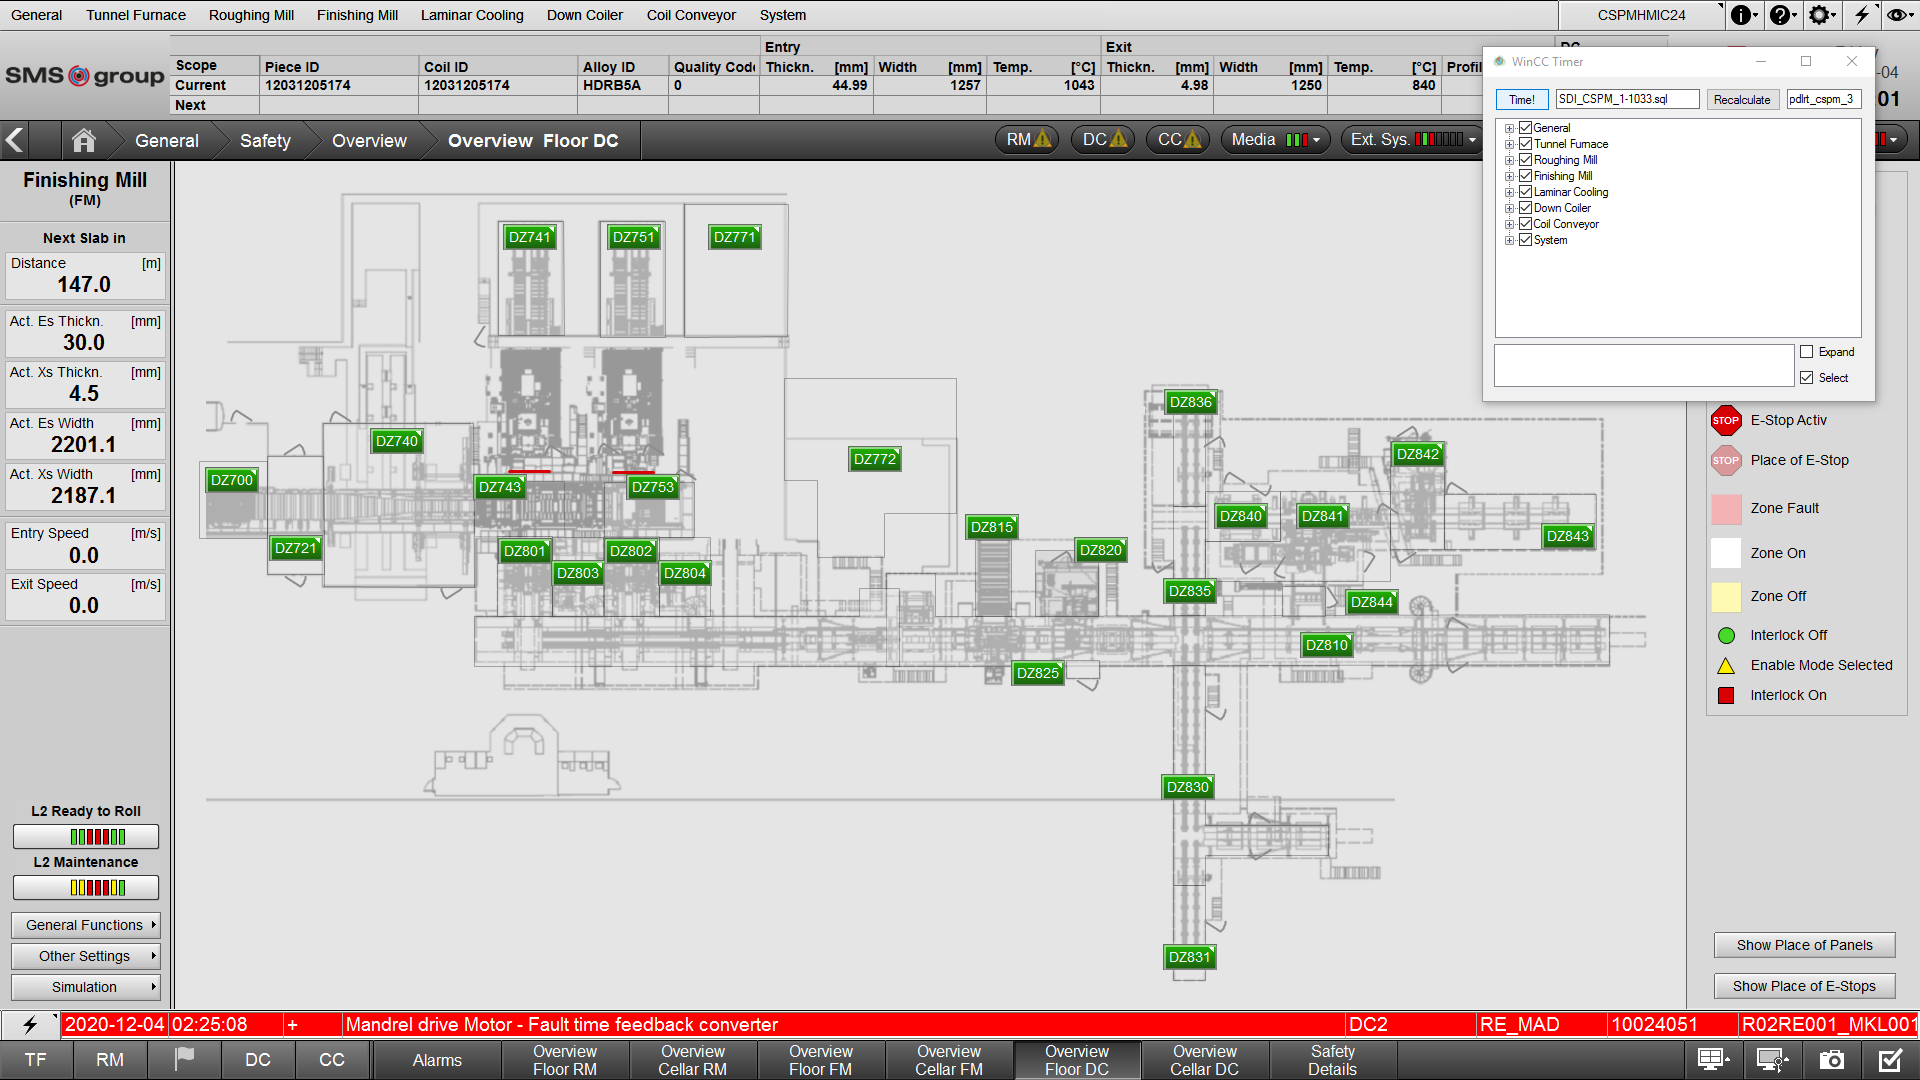 General Tunnel Furnace Roughing Mill Finishing Mill Laminar Cooling Down Coiler Coil Conveyor System CSPMHMIC24
SMS group
Entry Exit
Scope Piece ID Coil ID Alloy ID Quality Code Thickn. [mm] Width [mm] Temp. [°C] Thickn. [mm] Width [mm] Temp. [°C]
Current 12031205174 12031205174 HDRB5A 0 44.99 1257 1043 4.98 1250 840
Next
-04
01
General Safety Overview Overview Floor DC RM DC CC Media Ext. Sys.
WinCC Timer
Time! SDI_CSPM_1-1033.sql Recalculate pdlrt_cspm_3
General
Tunnel Furnace
Roughing Mill
Finishing Mill
Laminar Cooling
Down Coiler
Coil Conveyor
System
Expand
Select
Finishing Mill
(FM)
Next Slab in
Distance [m]
147.0
Act. Es Thickn. [mm]
30.0
Act. Xs Thickn. [mm]
4.5
Act. Es Width [mm]
2201.1
Act. Xs Width [mm]
2187.1
Entry Speed [m/s]
0.0
Exit Speed [m/s]
0.0
L2 Ready to Roll
L2 Maintenance
General Functions
Other Settings
Simulation
DZ741 DZ751 DZ771
DZ836
DZ740 DZ772 DZ842
DZ700 DZ743 DZ753
DZ815 DZ840 DZ841 DZ843
DZ721 DZ801 DZ802 DZ820
DZ803 DZ804 DZ835 DZ844
DZ810
DZ825
DZ830
DZ831
STOP E-Stop Activ
STOP Place of E-Stop
Zone Fault
Zone On
Zone Off
Interlock Off
Enable Mode Selected
Interlock On
Show Place of Panels
Show Place of E-Stops
2020-12-04 02:25:08 + Mandrel drive Motor - Fault time feedback converter DC2 RE_MAD 10024051 R02RE001_MKL001
TF RM DC CC Alarms
Overview Floor RM
Overview Cellar RM
Overview Floor FM
Overview Cellar FM
Overview Floor DC
Overview Cellar DC
Safety Details